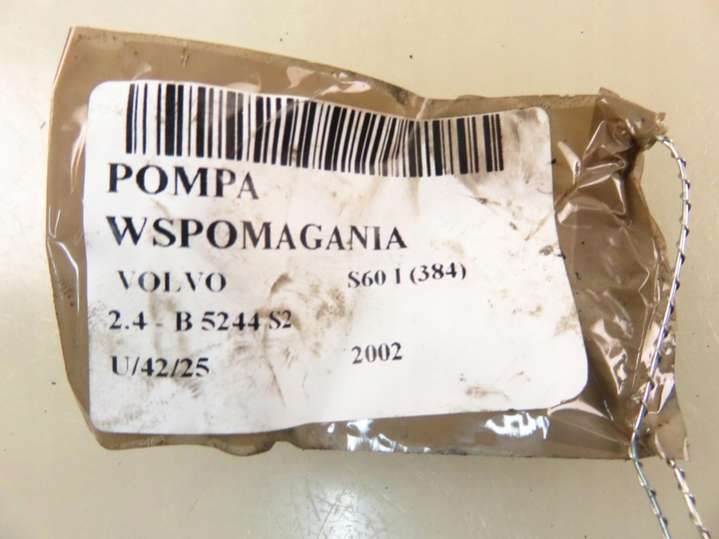 POMPA
WSPOMAGANIA
VOLVO S60 I (384)
2.4 - B 5244 S2
U/42/25 2002